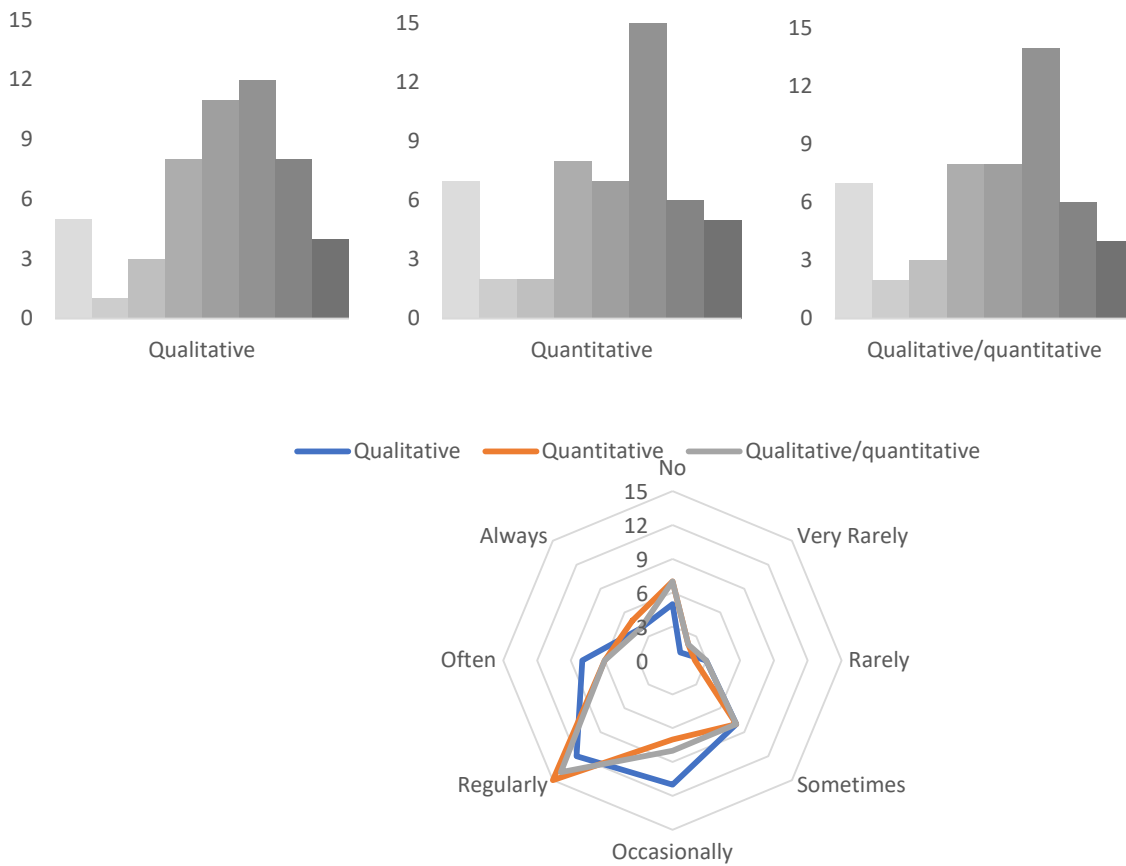 15
12
9
6
3
0
Qualitative
15
12
9
6
3
0
Quantitative
15
12
9
6
3
0
Qualitative/quantitative
Qualitative Quantitative Qualitative/quantitative
No
15
12
9
6
3
0
Very Rarely
Rarely
Sometimes
Occasionally
Regularly
Often
Always